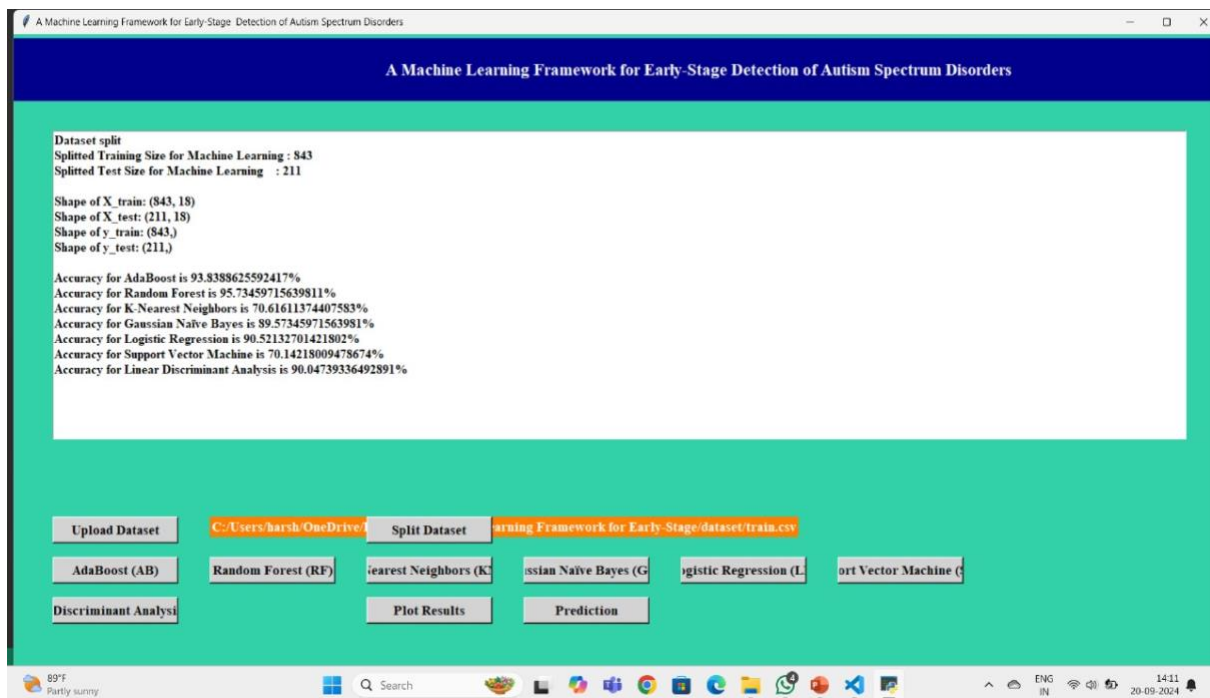 A Machine Learning Framework for Early-Stage Detection of Autism Spectrum Disorders
A Machine Learning Framework for Early-Stage Detection of Autism Spectrum Disorders
Dataset split
Splitted Training Size for Machine Learning : 843
Splitted Test Size for Machine Learning : 211
Shape of X_train: (843, 18)
Shape of X_test: (211, 18)
Shape of y_train: (843,)
Shape of y_test: (211,)
Accuracy for AdaBoost is 93.8388625592417%
Accuracy for Random Forest is 95.73459715639811%
Accuracy for K-Nearest Neighbors is 70.61611374407583%
Accuracy for Gaussian Naïve Bayes is 89.57345971563981%
Accuracy for Logistic Regression is 90.52132701421802%
Accuracy for Support Vector Machine is 70.14218009478674%
Accuracy for Linear Discriminant Analysis is 90.04739336492891%
Upload Dataset C:/Users/harsh/OneDrive/ Split Dataset arning Framework for Early-Stage/dataset/train.csv
AdaBoost (AB) Random Forest (RF) earest Neighbors (K ssian Naïve Bayes (G gistic Regression (L ort Vector Machine (
Discriminant Analysi Plot Results Prediction
89°F
Partly sunny
Search
ENG
IN
14:11
20-09-2024